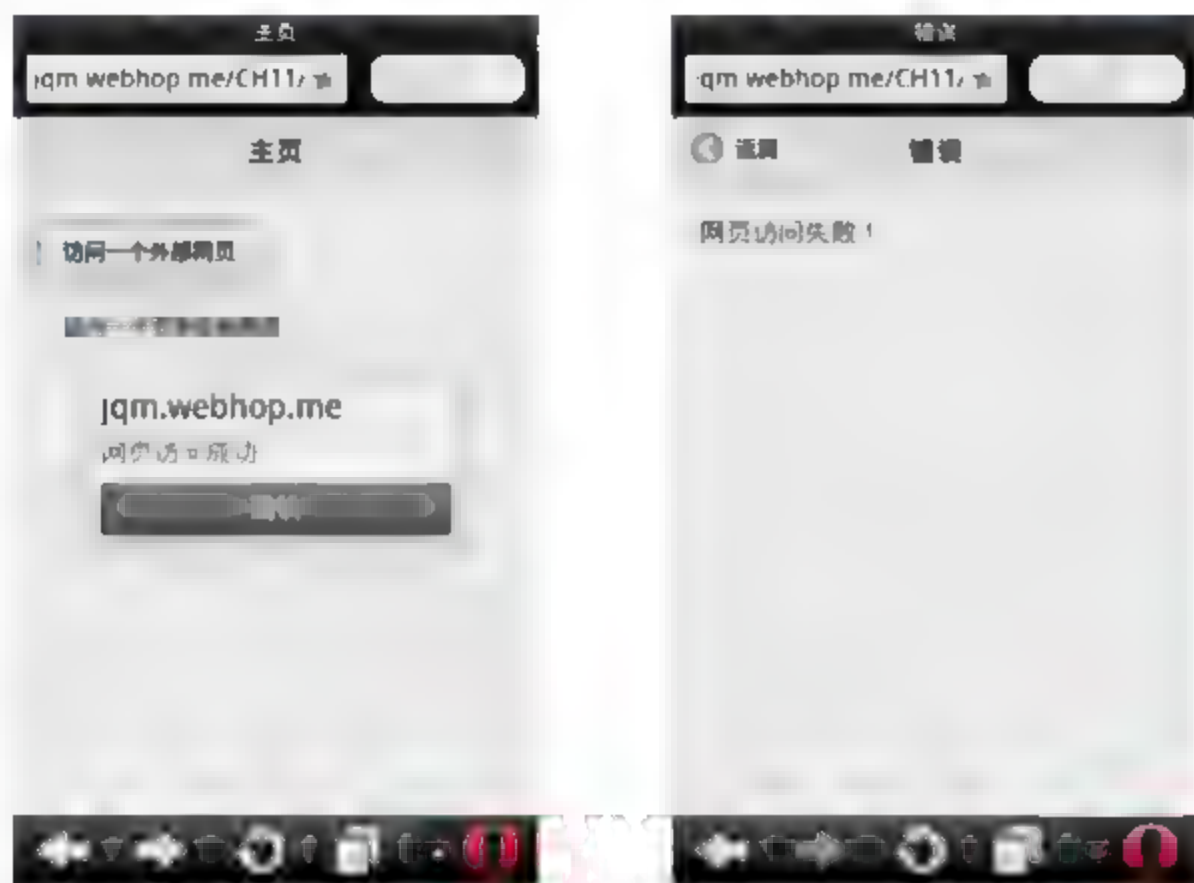 主页
jqm webhop me/CH11/
主页
访问一个外部网页
jqm.webhop.me
网页访问成功
错误
qm webhop me/CH11/
返回
错误
网页访问失败！